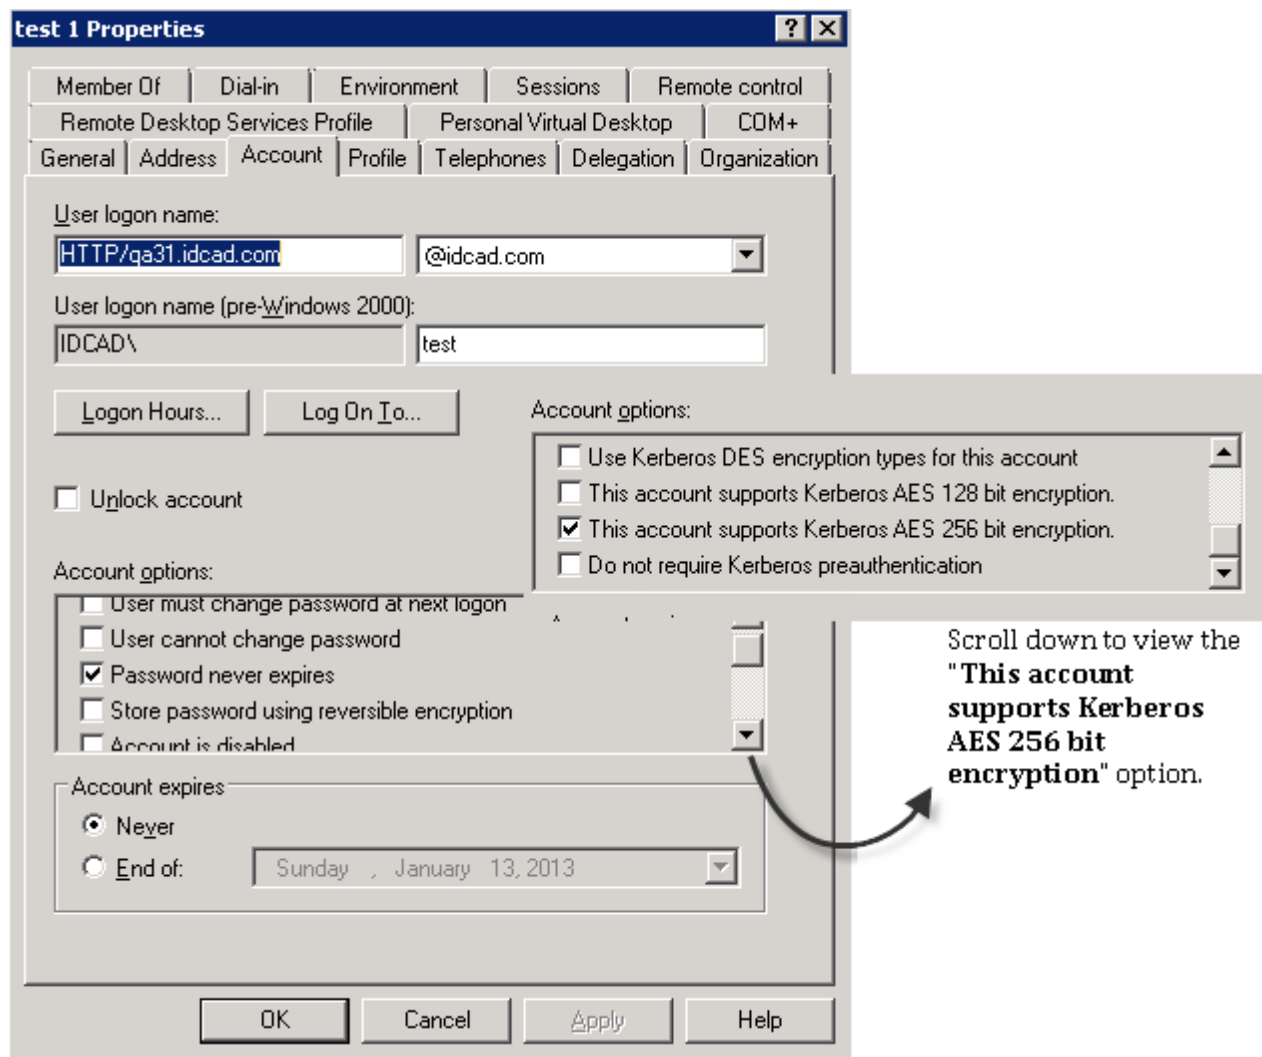 test 1 Properties
Member Of Dial-in Environment Sessions Remote control
Remote Desktop Services Profile Personal Virtual Desktop COM+
General Address Account Profile Telephones Delegation Organization
User logon name:
HTTP/qa31.idcad.com @idcad.com
User logon name (pre-Windows 2000):
IDCAD\ test
Logon Hours... Log On To...
Unlock account
Account options:
Use Kerberos DES encryption types for this account
This account supports Kerberos AES 128 bit encryption.
This account supports Kerberos AES 256 bit encryption.
Do not require Kerberos preauthentication
Account options:
User must change password at next logon
User cannot change password
Password never expires
Store password using reversible encryption
Account is disabled
Scroll down to view the
"This account
supports Kerberos
AES 256 bit
encryption" option.
Account expires
Never
End of: Sunday , January 13, 2013
OK Cancel Apply Help